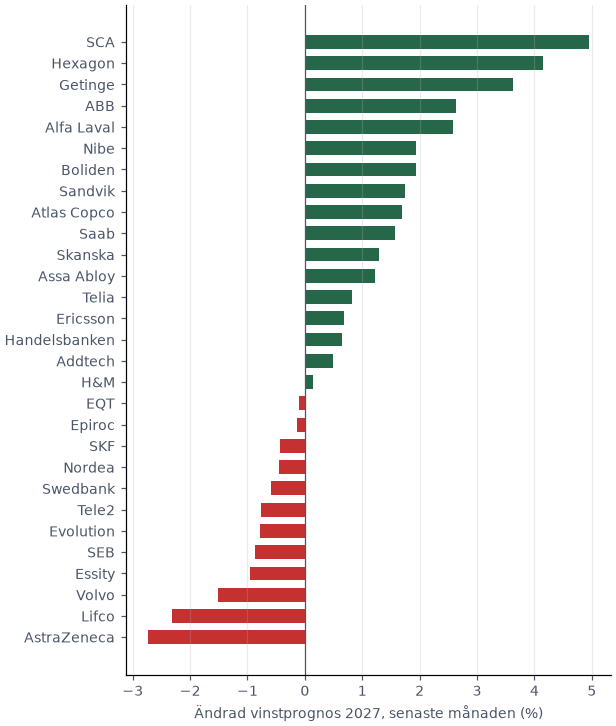 SCA
Hexagon
Getinge
ABB
Alfa Laval
Nibe
Boliden
Sandvik
Atlas Copco
Saab
Skanska
Assa Abloy
Telia
Ericsson
Handelsbanken
Addtech
H&M
EQT
Epiroc
SKF
Nordea
Swedbank
Tele2
Evolution
SEB
Essity
Volvo
Lifco
AstraZeneca
−3 −2 −1 0 1 2 3 4 5
Ändrad vinstprognos 2027, senaste månaden (%)